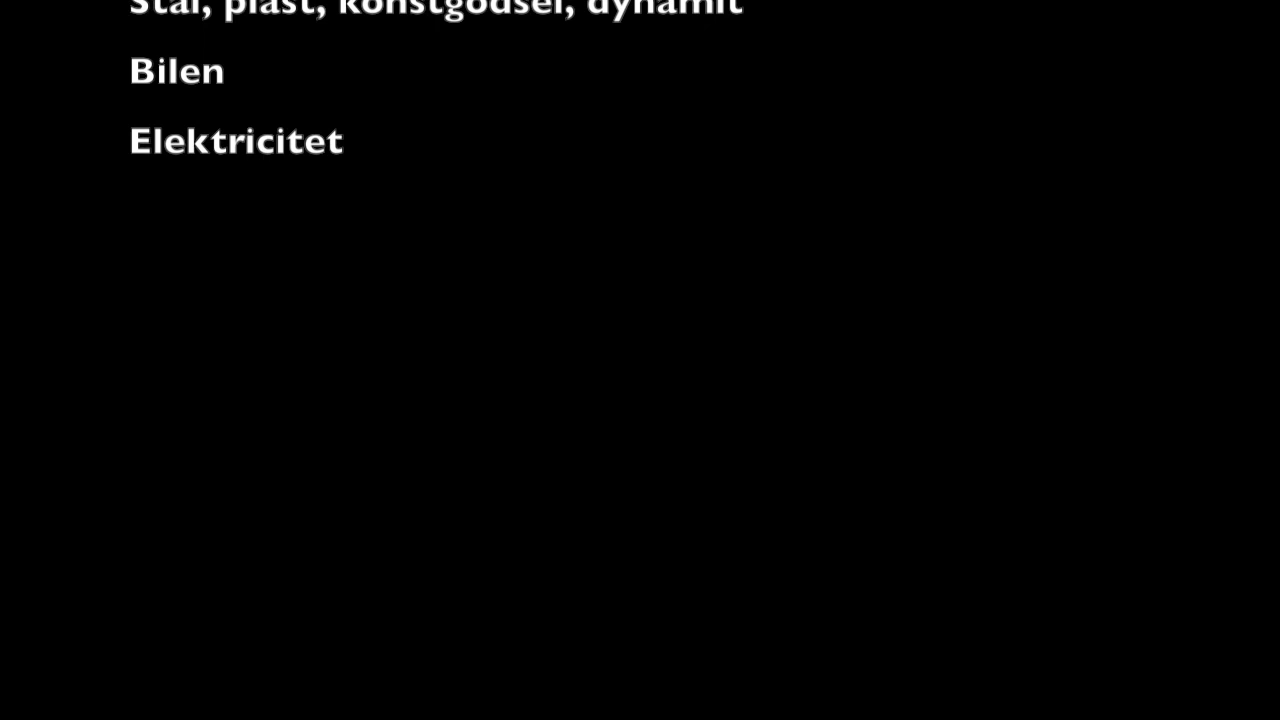 Stål, plast, konstgödsel, dynamit
Bilen
Elektricitet